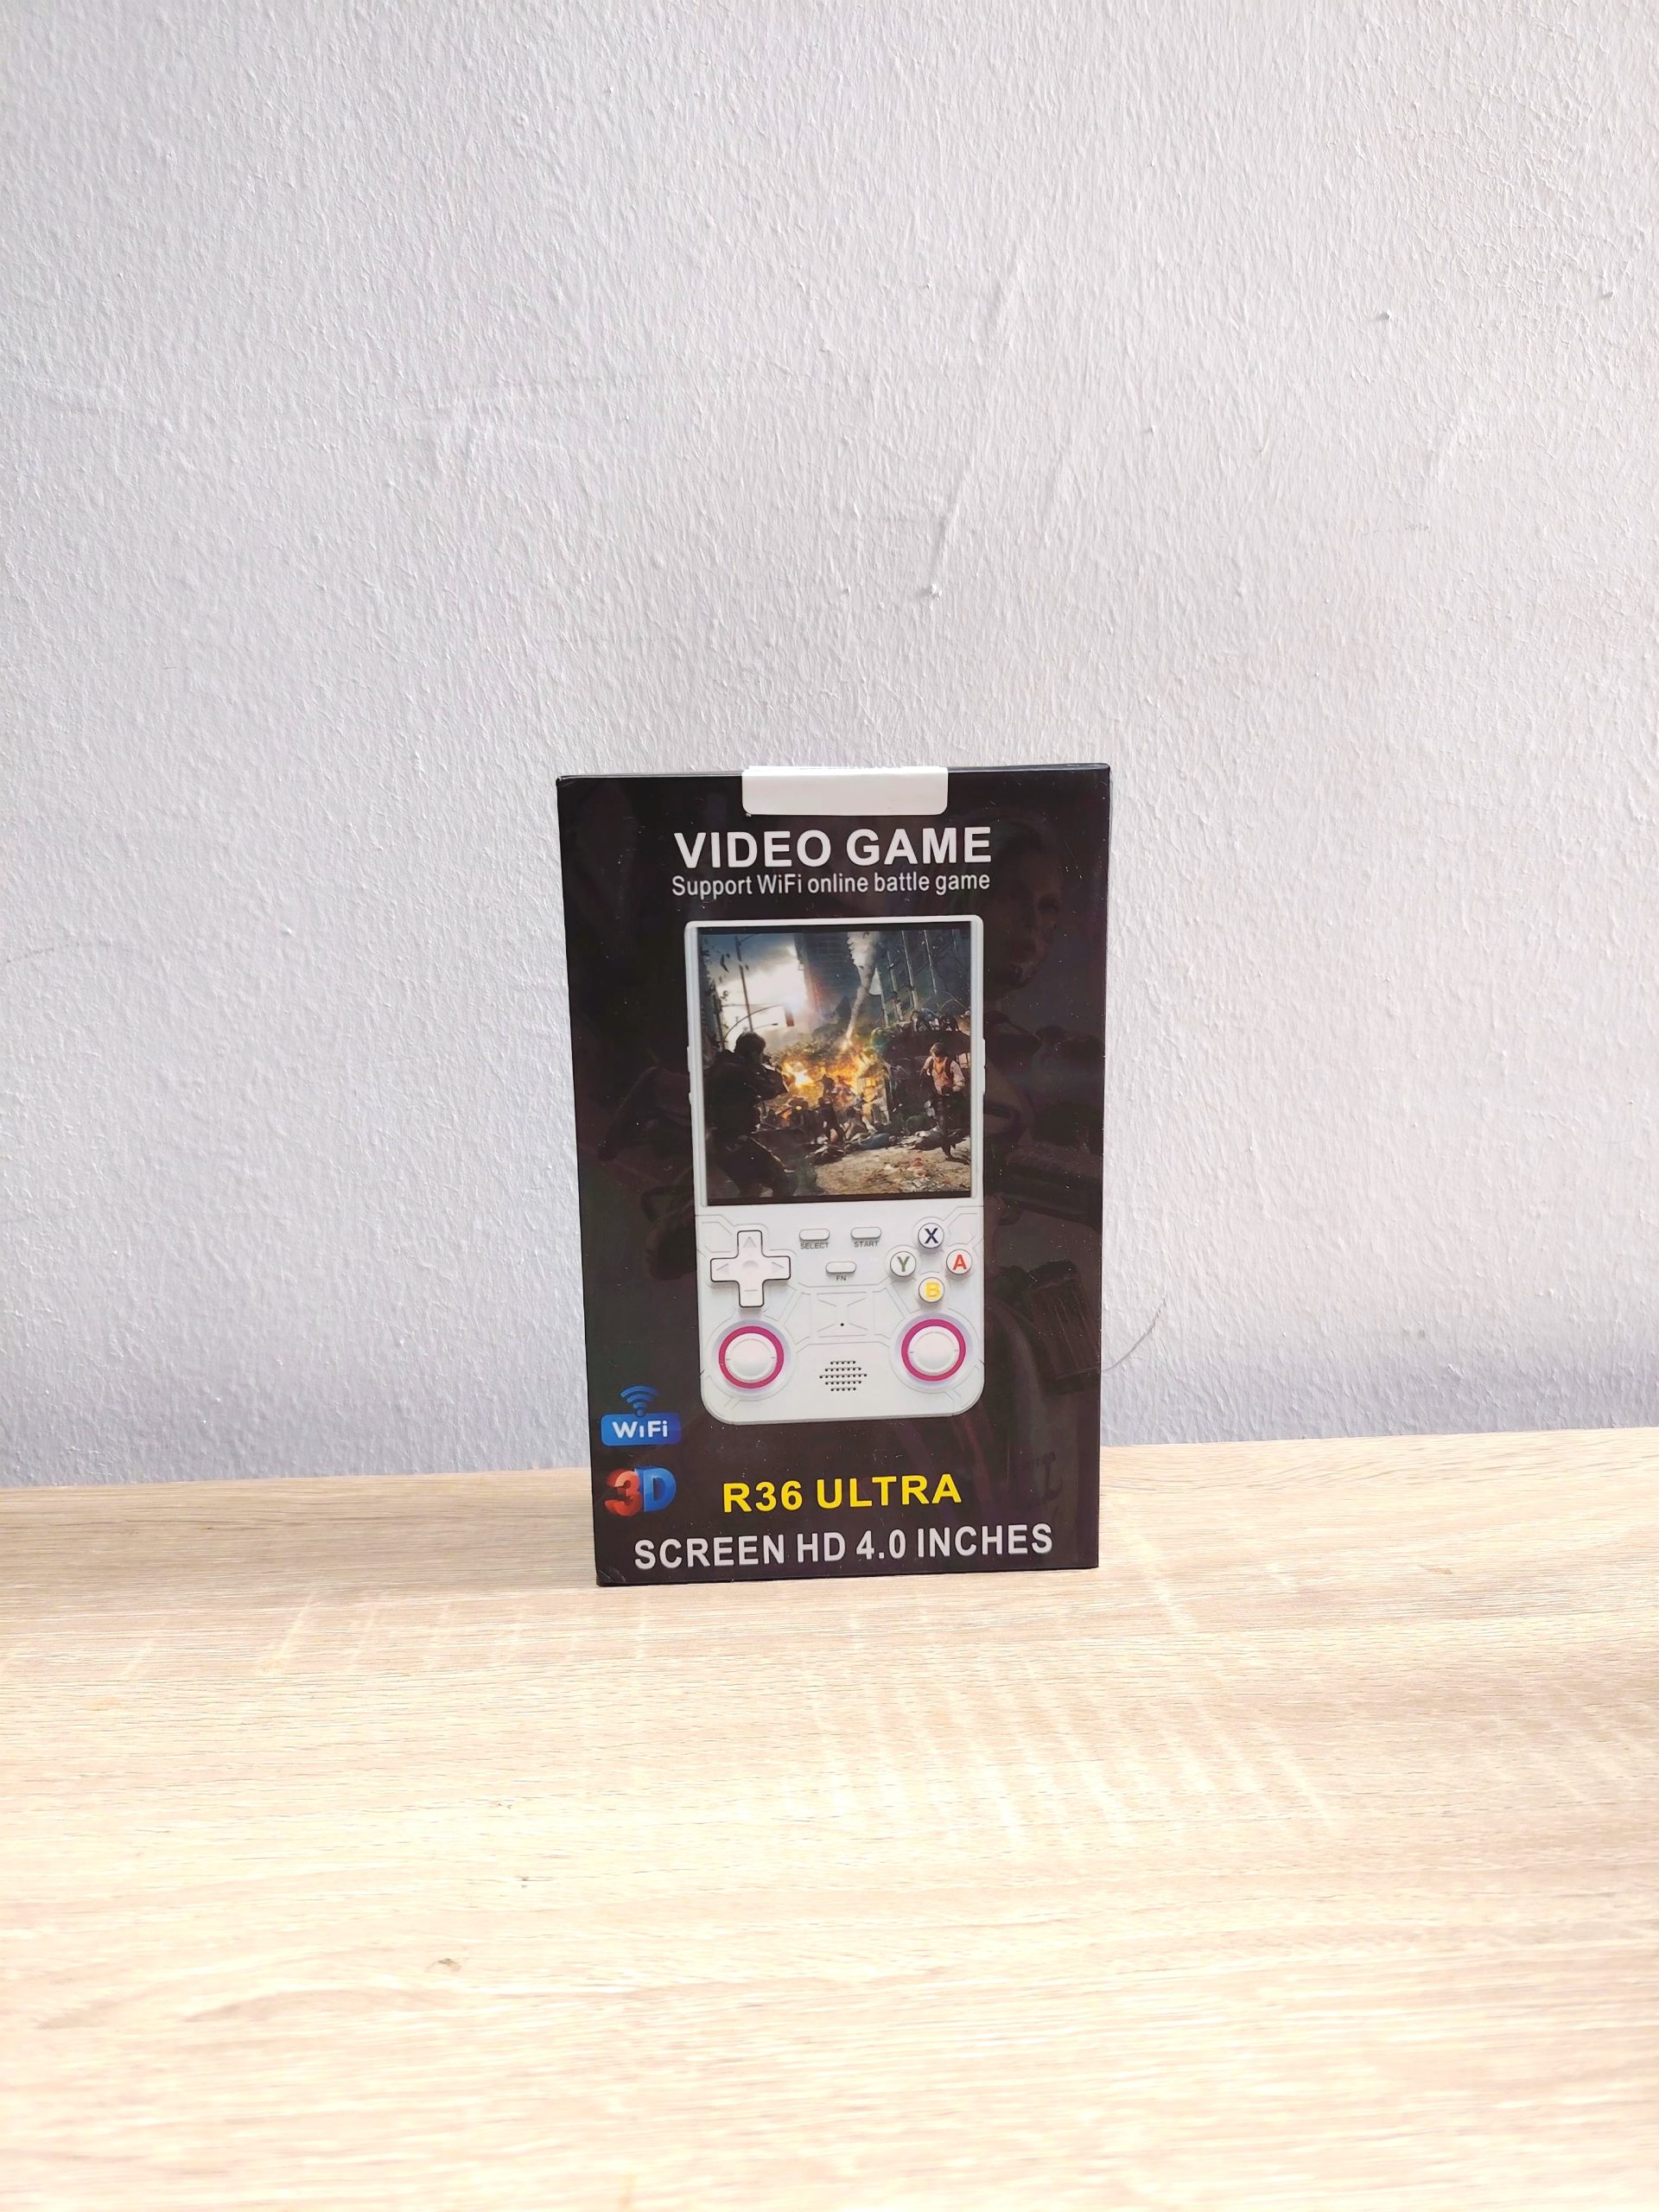 VIDEO GAME
Support WiFi online battle game
SELECT
START
X
Y
A
FN
B
WiFi
3D
R36 ULTRA
SCREEN HD 4.0 INCHES